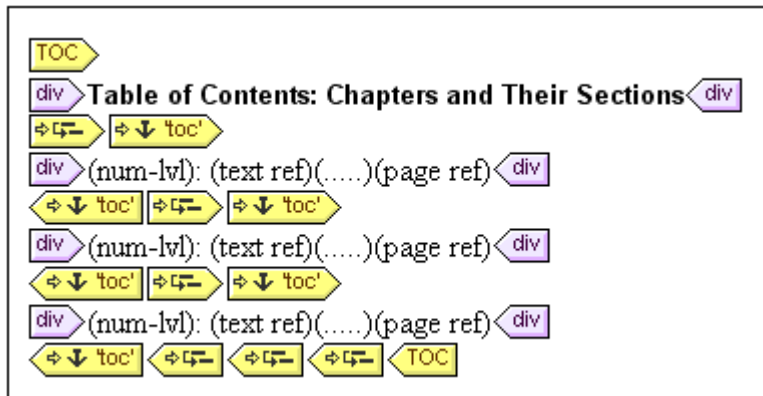 TOC
div Table of Contents: Chapters and Their Sections div
'toc'
div (num-lvl): (text ref)(.....)(page ref) div
'toc' 'toc'
div (num-lvl): (text ref)(.....)(page ref) div
'toc' 'toc'
div (num-lvl): (text ref)(.....)(page ref) div
'toc' TOC